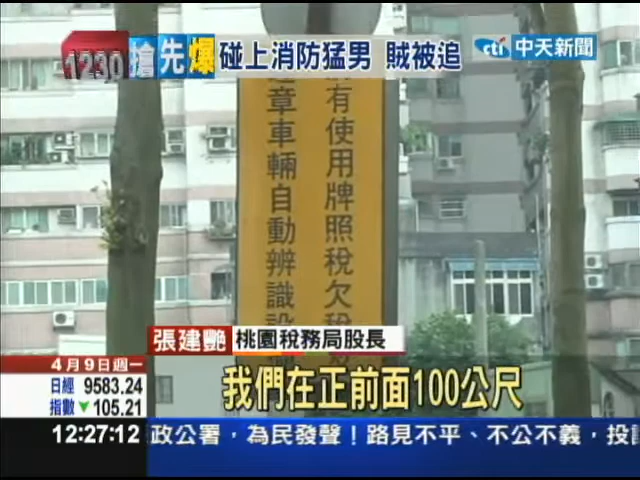 1230 搶先爆 碰上消防猛男 賊被追
cti 中天新聞
有使用牌照稅欠稅
章車輛自動辨識設
張建艷 桃園稅務局股長
4月9日週一
日經 9583.24
指數▼105.21
我們在正前面100公尺
12:27:12 政公署，為民發聲！路見不平、不公不義，投